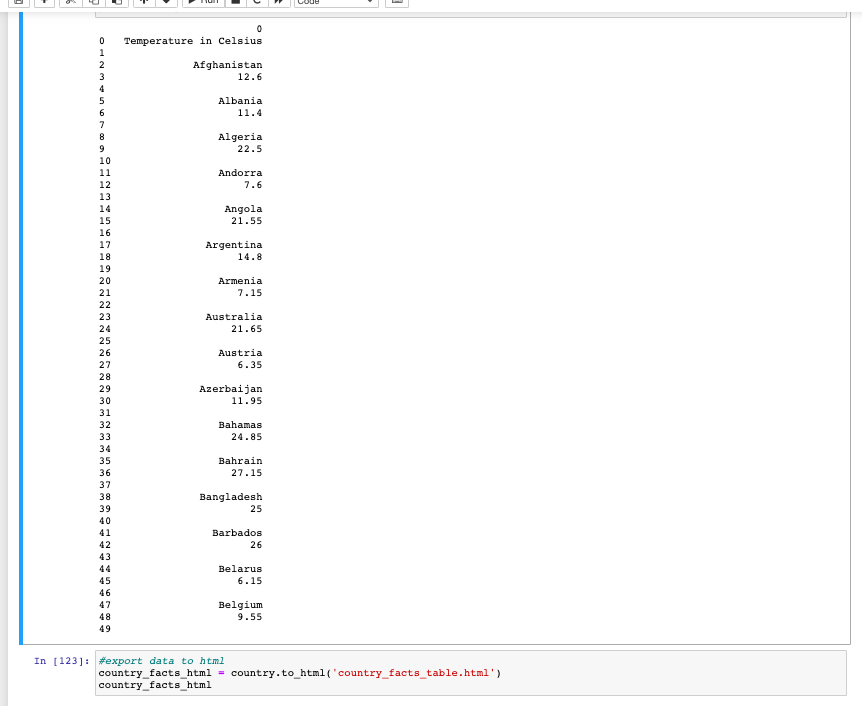 Run
Code
0
0 Temperature in Celsius
1
2 Afghanistan
3 12.6
4
5 Albania
6 11.4
7
8 Algeria
9 22.5
10
11 Andorra
12 7.6
13
14 Angola
15 21.55
16
17 Argentina
18 14.8
19
20 Armenia
21 7.15
22
23 Australia
24 21.65
25
26 Austria
27 6.35
28
29 Azerbaijan
30 11.95
31
32 Bahamas
33 24.85
34
35 Bahrain
36 27.15
37
38 Bangladesh
39 25
40
41 Barbados
42 26
43
44 Belarus
45 6.15
46
47 Belgium
48 9.55
49
In [123]: #export data to html
country_facts_html = country.to_html('country_facts_table.html')
country_facts_html